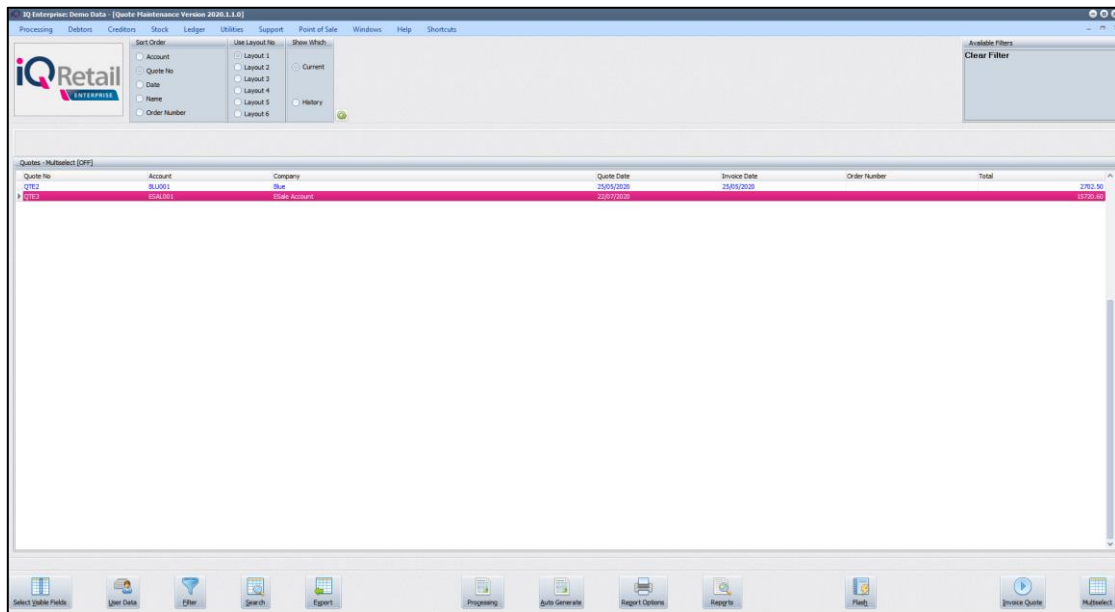 IQ Enterprise: Demo Data - [Quote Maintenance Version 2020.1.1.0]
Processing Debtors Creditors Stock Ledger Utilities Support Point of Sale Windows Help Shortcuts
iQ Retail
ENTERPRISE
Sort Order
Account
Quote No
Date
Name
Order Number
Use Layout No
Layout 1
Layout 2
Layout 3
Layout 4
Layout 5
Layout 6
Show Which
Current
History
Available Filters
Clear Filter
Quotes - Multiselect [OFF]
Quote No Account Company Quote Date Invoice Date Order Number Total
QTE2 BLU001 Blue 25/05/2020 25/05/2020 2702.50
QTE3 ESAL001 ESale Account 22/07/2020 15720.60
Select Visible Fields User Data Filter Search Export Processing Auto Generate Report Options Reports Flash Invoice Quote Multiselect